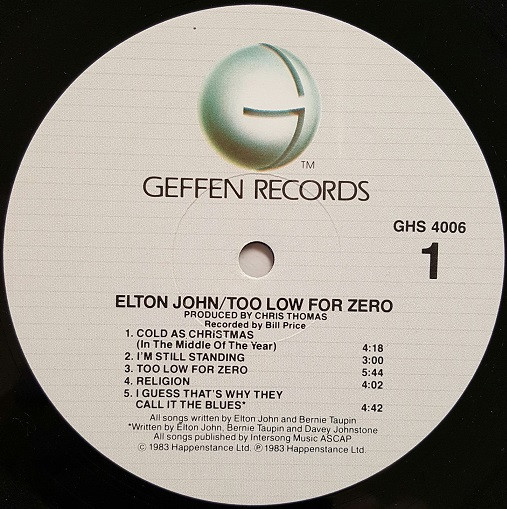 TM
GEFFEN RECORDS
GHS 4006
1
ELTON JOHN/TOO LOW FOR ZERO
PRODUCED BY CHRIS THOMAS
Recorded by Bill Price
1. COLD AS CHRISTMAS
(In The Middle Of The Year) 4:18
2. I'M STILL STANDING 3:00
3. TOO LOW FOR ZERO 5:44
4. RELIGION 4:02
5. I GUESS THAT'S WHY THEY
CALL IT THE BLUES* 4:42
All songs written by Elton John and Bernie Taupin
*Written by Elton John, Bernie Taupin and Davey Johnstone
All songs published by Intersong Music ASCAP
© 1983 Happenstance Ltd. ℗ 1983 Happenstance Ltd.